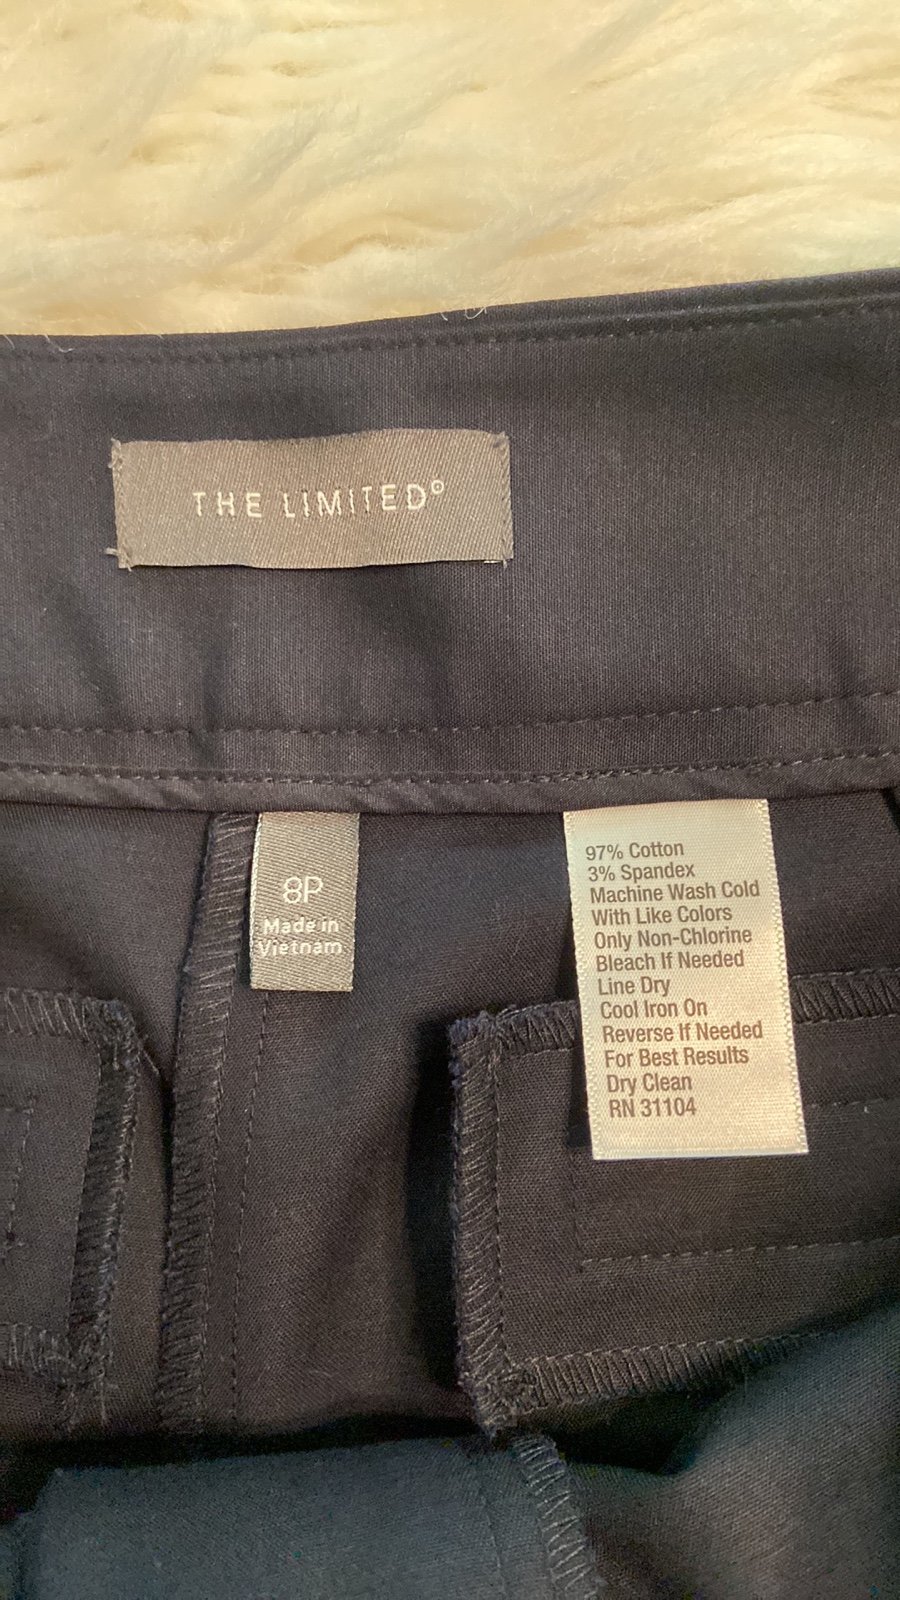 THE LIMITED®
8P
Made in
Vietnam
97% Cotton
3% Spandex
Machine Wash Cold
With Like Colors
Only Non-Chlorine
Bleach If Needed
Line Dry
Cool Iron On
Reverse If Needed
For Best Results
Dry Clean
RN 31104